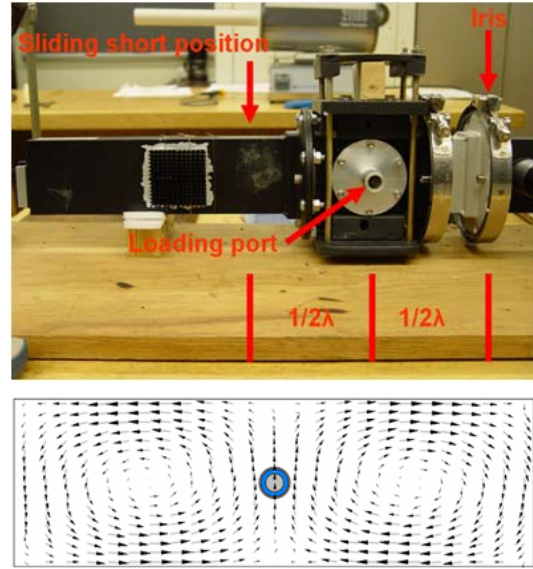 Sliding short position
Iris
Loading port
1/2λ
1/2λ